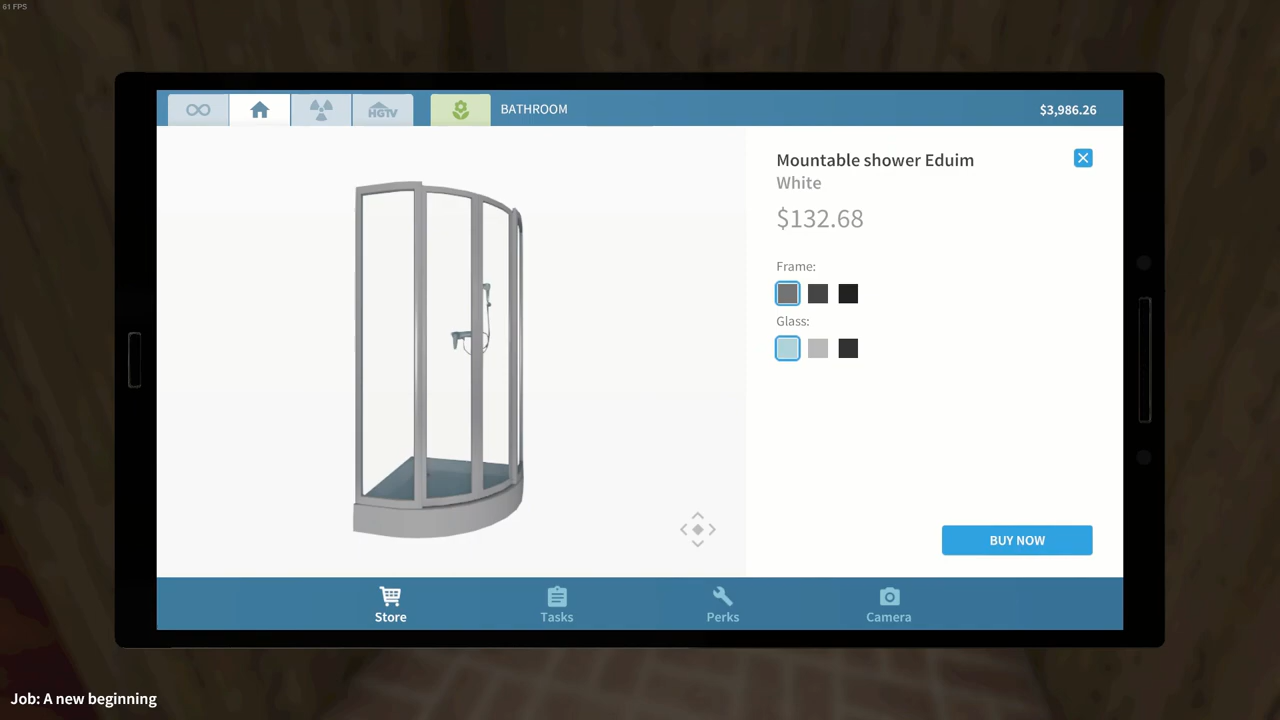 61 FPS
HGTV
BATHROOM
$3,986.26
Mountable shower Eduim
White
$132.68
Frame:
Glass:
BUY NOW
Store
Tasks
Perks
Camera
Job: A new beginning